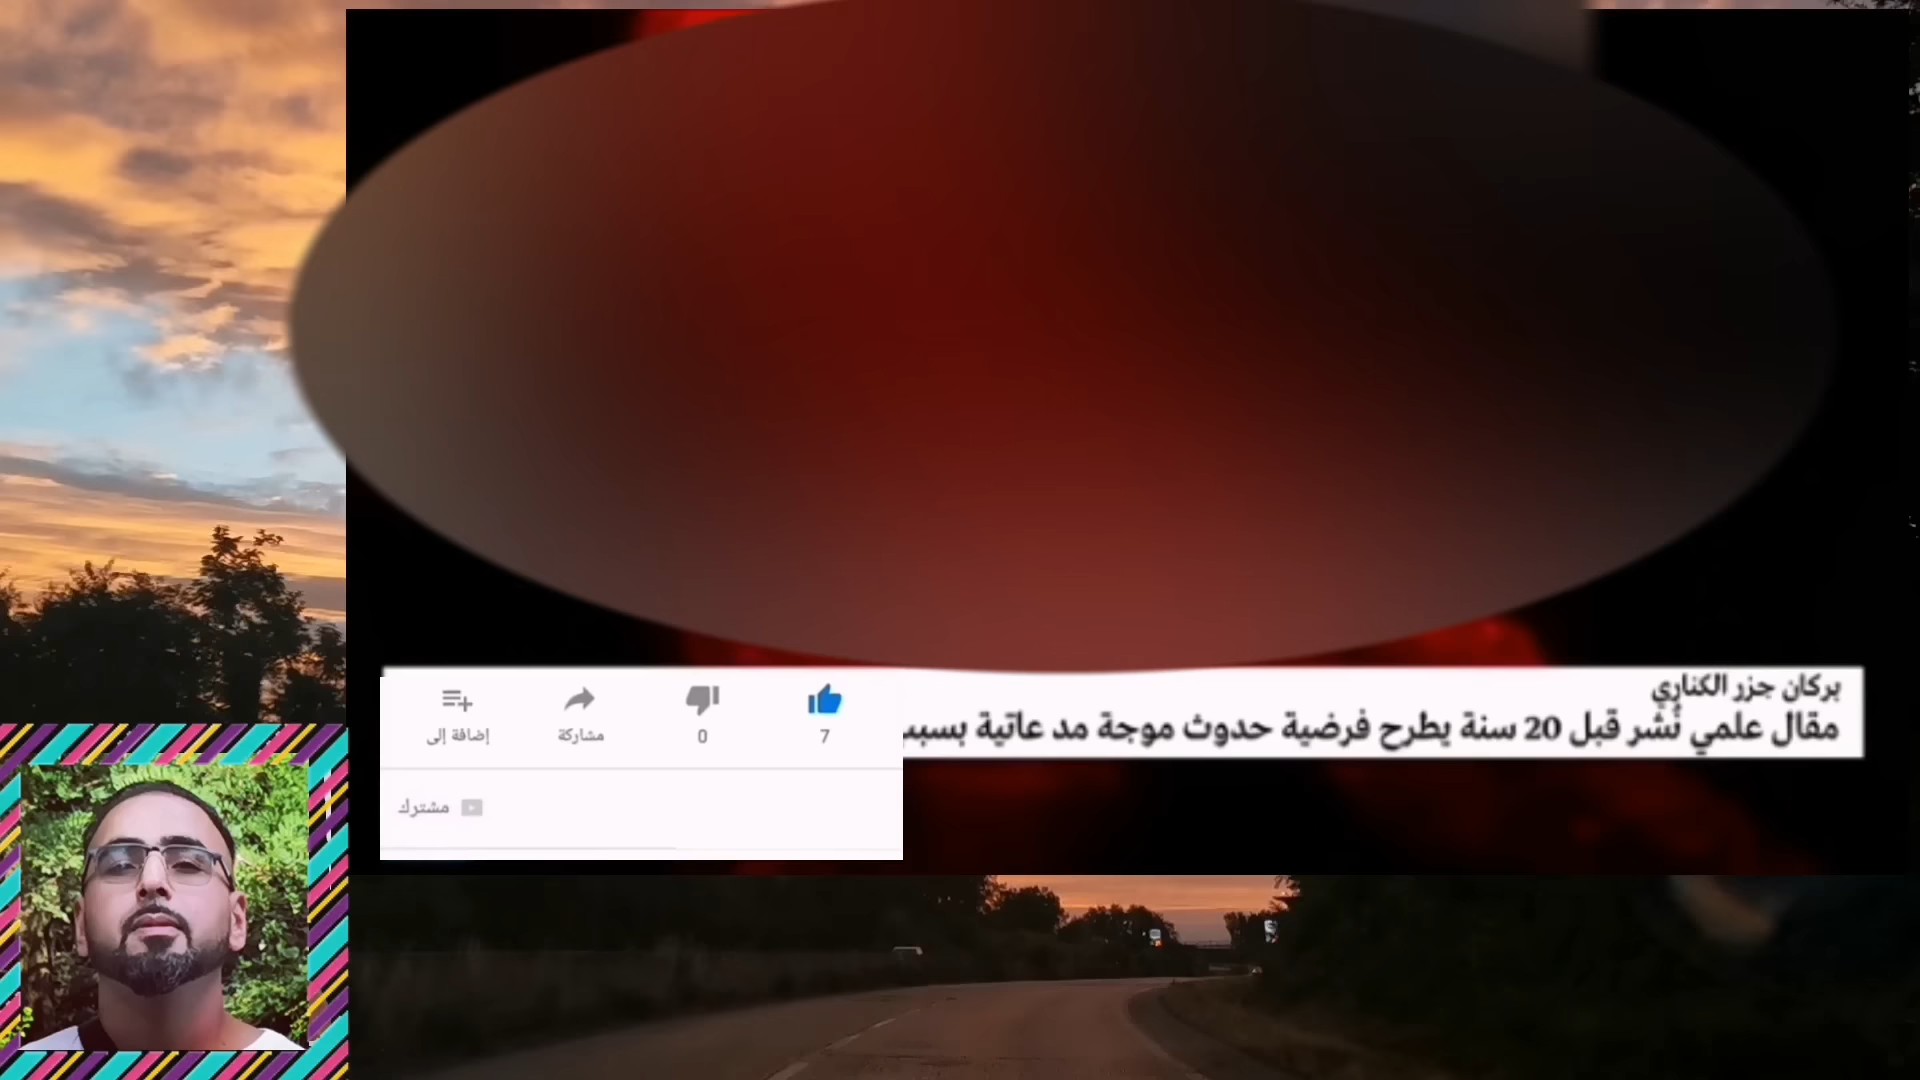 بركان جزر الكناري
مقال علمي نُشر قبل 20 سنة يطرح فرضية حدوث موجة مد عاتية بسبب
7
0
مشاركة
إضافة إلى
مشترك